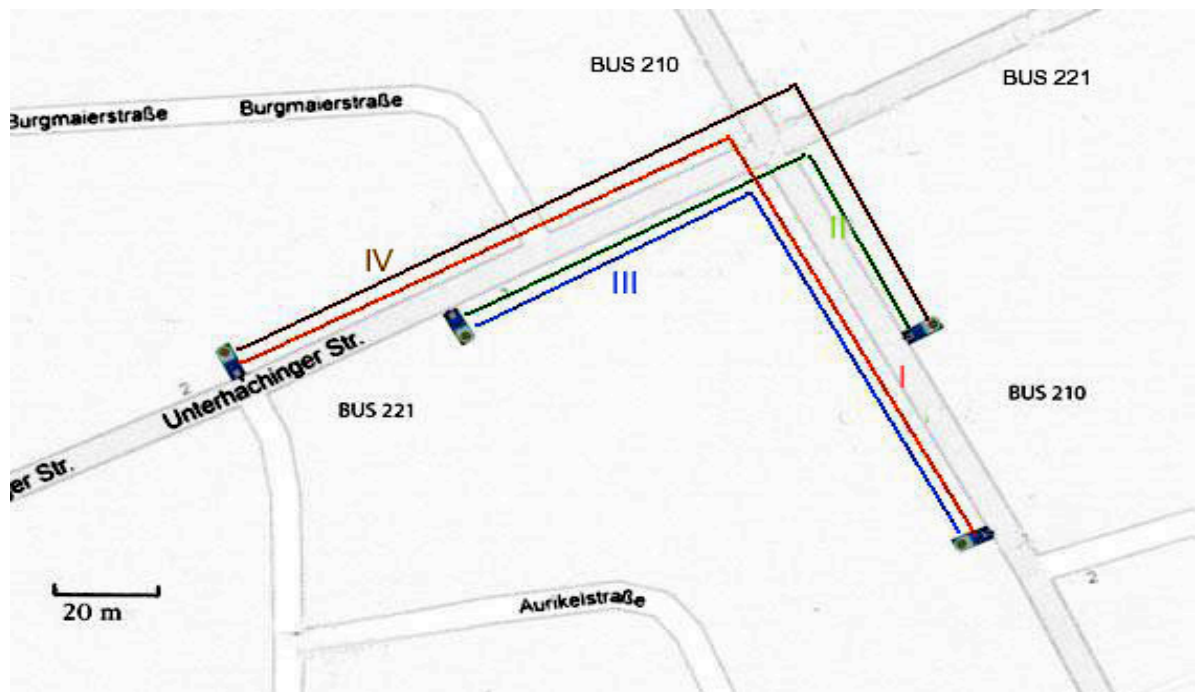 BUS 210
BUS 221
Burgmaierstraße
Burgmaierstraße
II
IV
III
2
Unterhachinger Str.
I
BUS 210
BUS 221
er Str.
20 m
Aurikelstraße
2